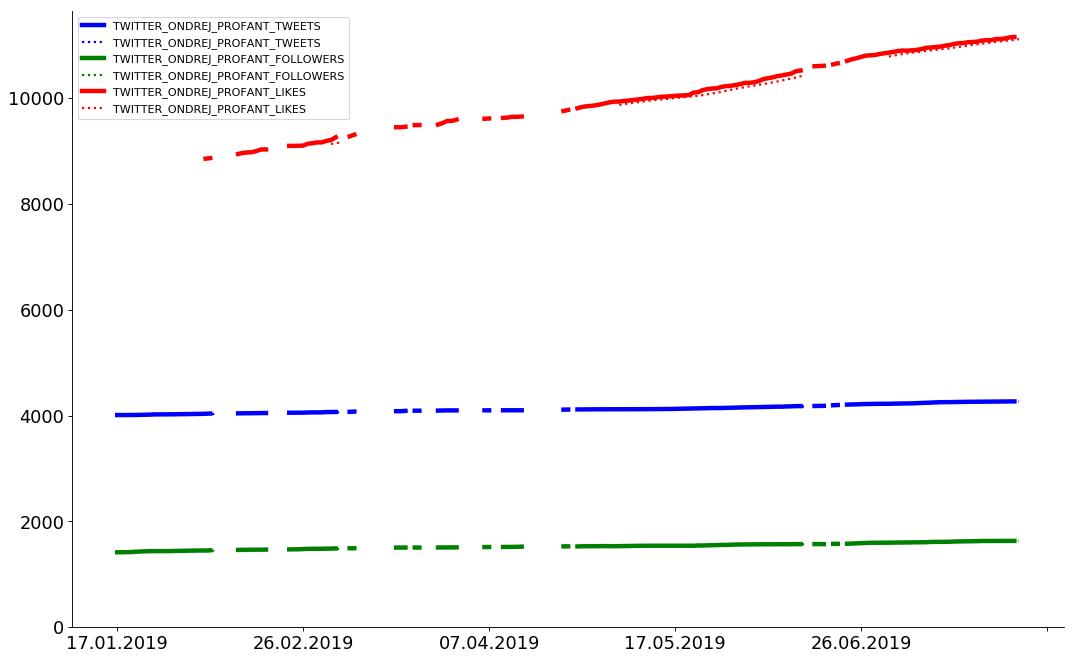 TWITTER_ONDREJ_PROFANT_TWEETS
TWITTER_ONDREJ_PROFANT_TWEETS
TWITTER_ONDREJ_PROFANT_FOLLOWERS
TWITTER_ONDREJ_PROFANT_FOLLOWERS
TWITTER_ONDREJ_PROFANT_LIKES
TWITTER_ONDREJ_PROFANT_LIKES
10000
8000
6000
4000
2000
0
17.01.2019 26.02.2019 07.04.2019 17.05.2019 26.06.2019